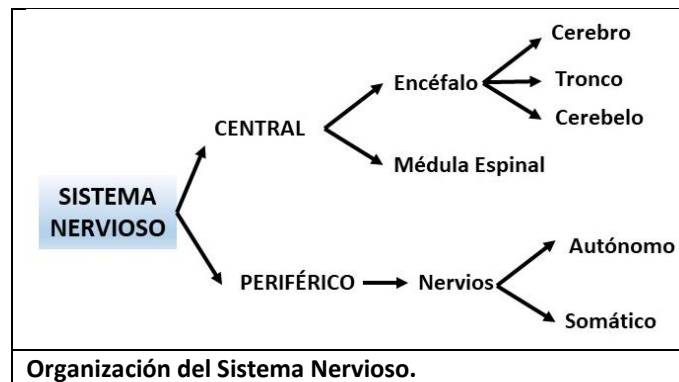 SISTEMA
NERVIOSO
CENTRAL
Encéfalo
Cerebro
Tronco
Cerebelo
Médula Espinal
PERIFÉRICO
Nervios
Autónomo
Somático
Organización del Sistema Nervioso.